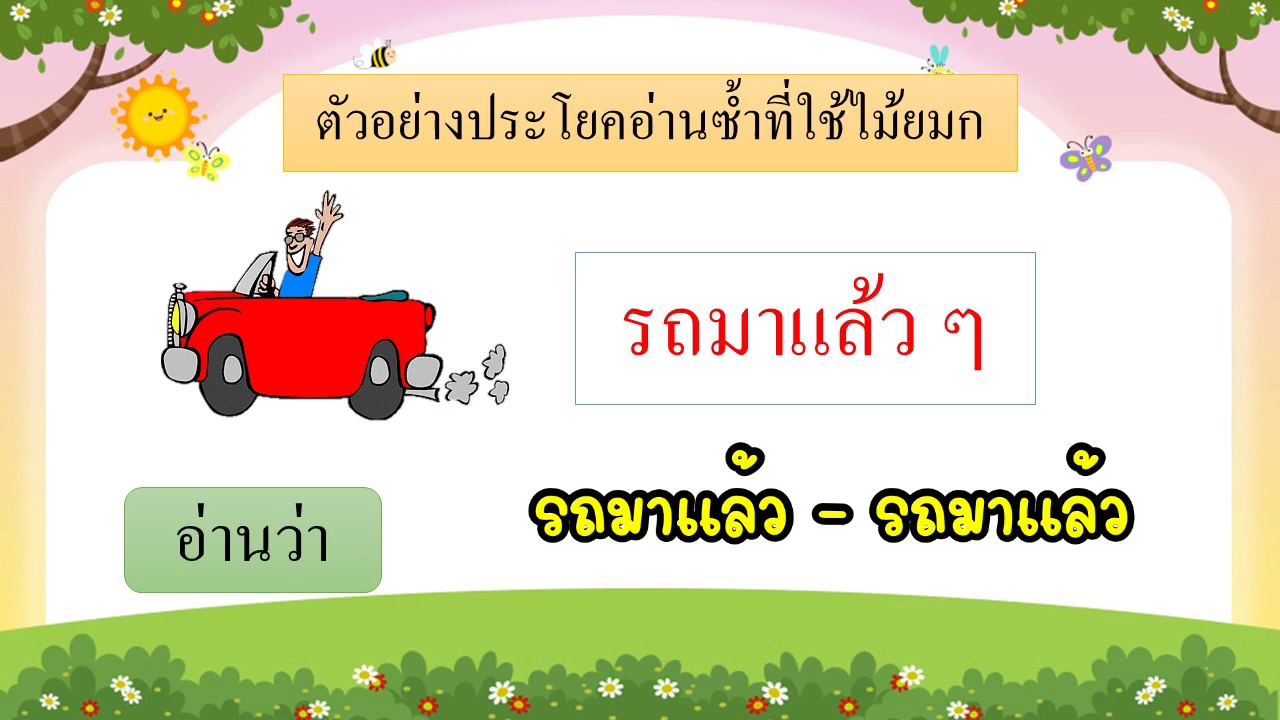 ตัวอย่างประโยคอ่านซ้ำที่ใช้ไม้ยมก
รถมาแล้ว ๆ
อ่านว่า
รถมาแล้ว - รถมาแล้ว